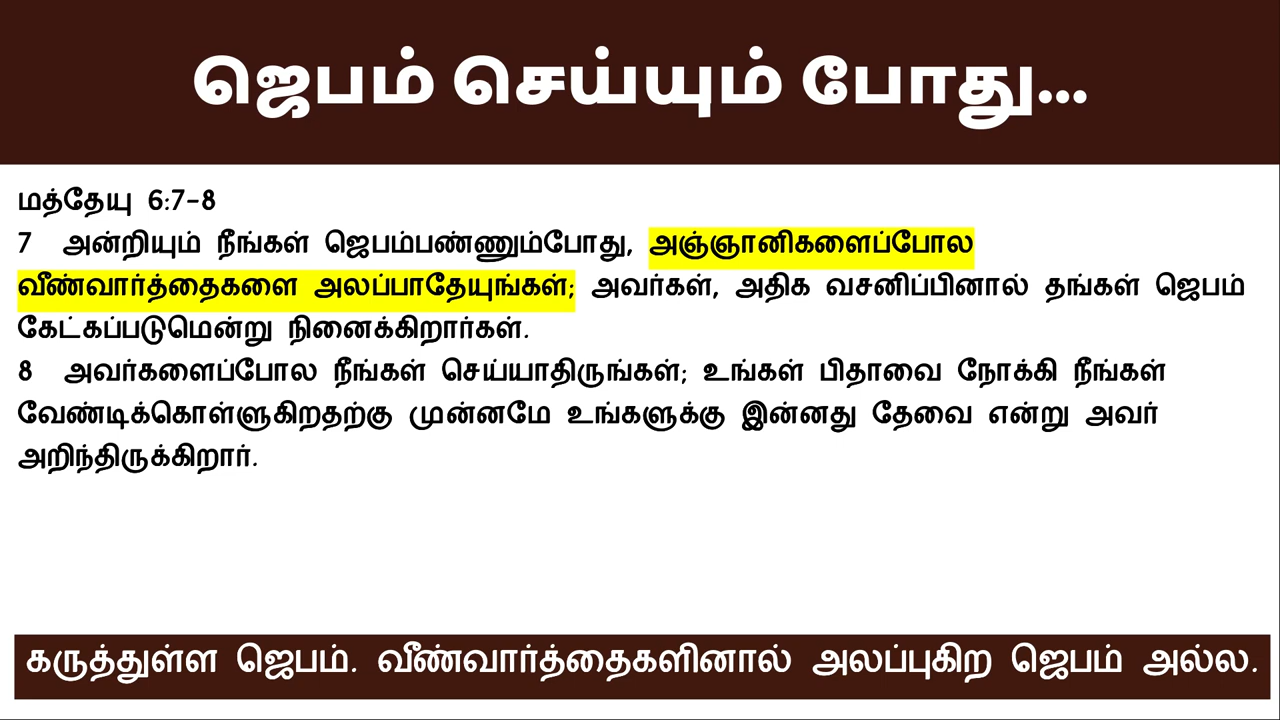 ஜெபம் செய்யும் போது...
மத்தேயு 6:7-8
7 அன்றியும் நீங்கள் ஜெபம்பண்ணும்போது, அஞ்ஞானிகளைப்போல
வீண்வார்த்தைகளை அலப்பாதேயுங்கள்; அவர்கள், அதிக வசனிப்பினால் தங்கள் ஜெபம்
கேட்கப்படுமென்று நினைக்கிறார்கள்.
8 அவர்களைப்போல நீங்கள் செய்யாதிருங்கள்; உங்கள் பிதாவை நோக்கி நீங்கள்
வேண்டிக்கொள்ளுகிறதற்கு முன்னமே உங்களுக்கு இன்னது தேவை என்று அவர்
அறிந்திருக்கிறார்.
கருத்துள்ள ஜெபம். வீண்வார்த்தைகளினால் அலப்புகிற ஜெபம் அல்ல.